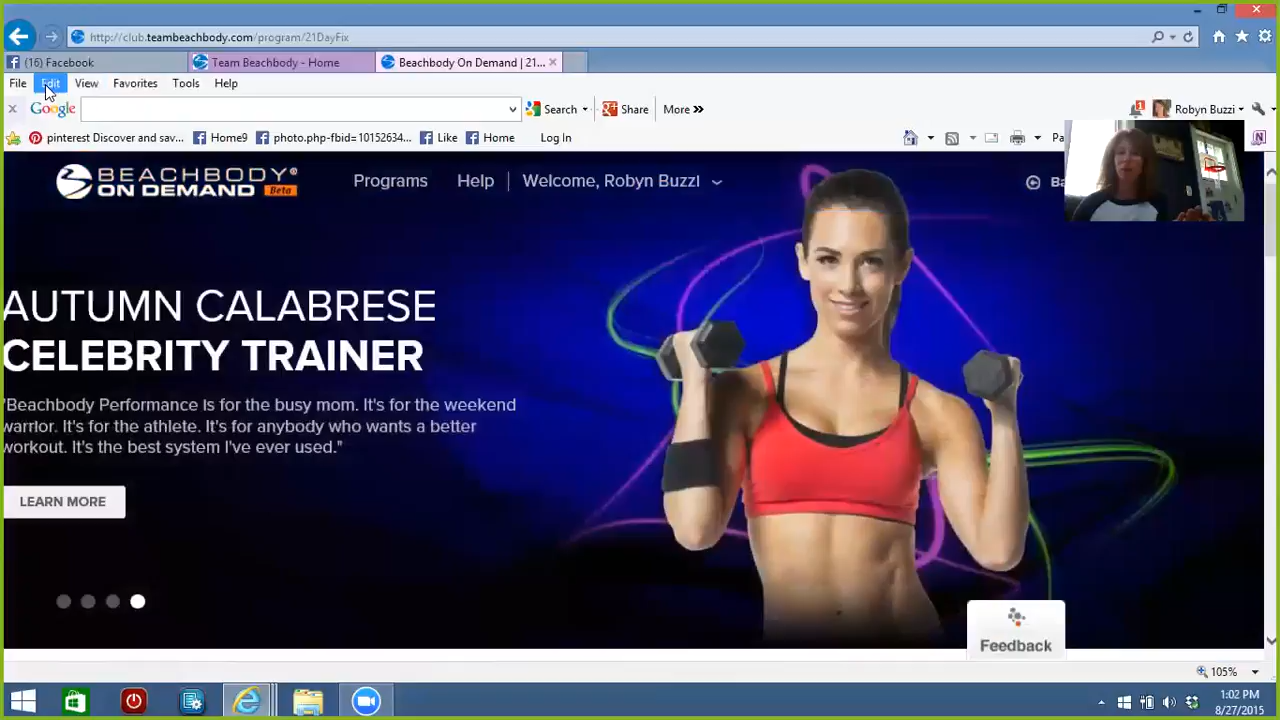 http://club.teambeachbody.com/program/21DayFix
(16) Facebook
Team Beachbody - Home
Beachbody On Demand | 21...
File Edit View Favorites Tools Help
Google Search Share More »
1 Robyn Buzzi
pinterest Discover and sav... Home9 photo.php-fbid=10152634... Like Home Log In
BEACHBODY®
ON DEMAND Beta
Programs Help Welcome, Robyn Buzzi
AUTUMN CALABRESE
CELEBRITY TRAINER
"Beachbody Performance is for the busy mom. It's for the weekend
warrior. It's for the athlete. It's for anybody who wants a better
workout. It's the best system I've ever used."
LEARN MORE
Feedback
105%
1:02 PM
8/27/2015